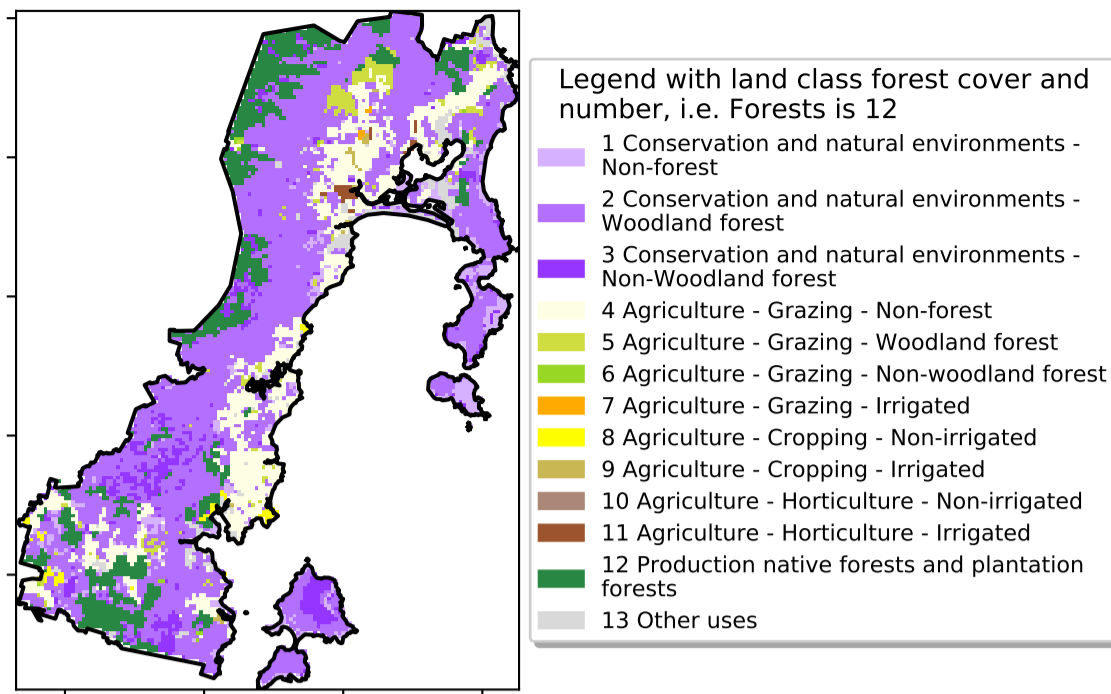 Legend with land class forest cover and
number, i.e. Forests is 12
1 Conservation and natural environments -
Non-forest
2 Conservation and natural environments -
Woodland forest
3 Conservation and natural environments -
Non-Woodland forest
4 Agriculture - Grazing - Non-forest
5 Agriculture - Grazing - Woodland forest
6 Agriculture - Grazing - Non-woodland forest
7 Agriculture - Grazing - Irrigated
8 Agriculture - Cropping - Non-irrigated
9 Agriculture - Cropping - Irrigated
10 Agriculture - Horticulture - Non-irrigated
11 Agriculture - Horticulture - Irrigated
12 Production native forests and plantation
forests
13 Other uses